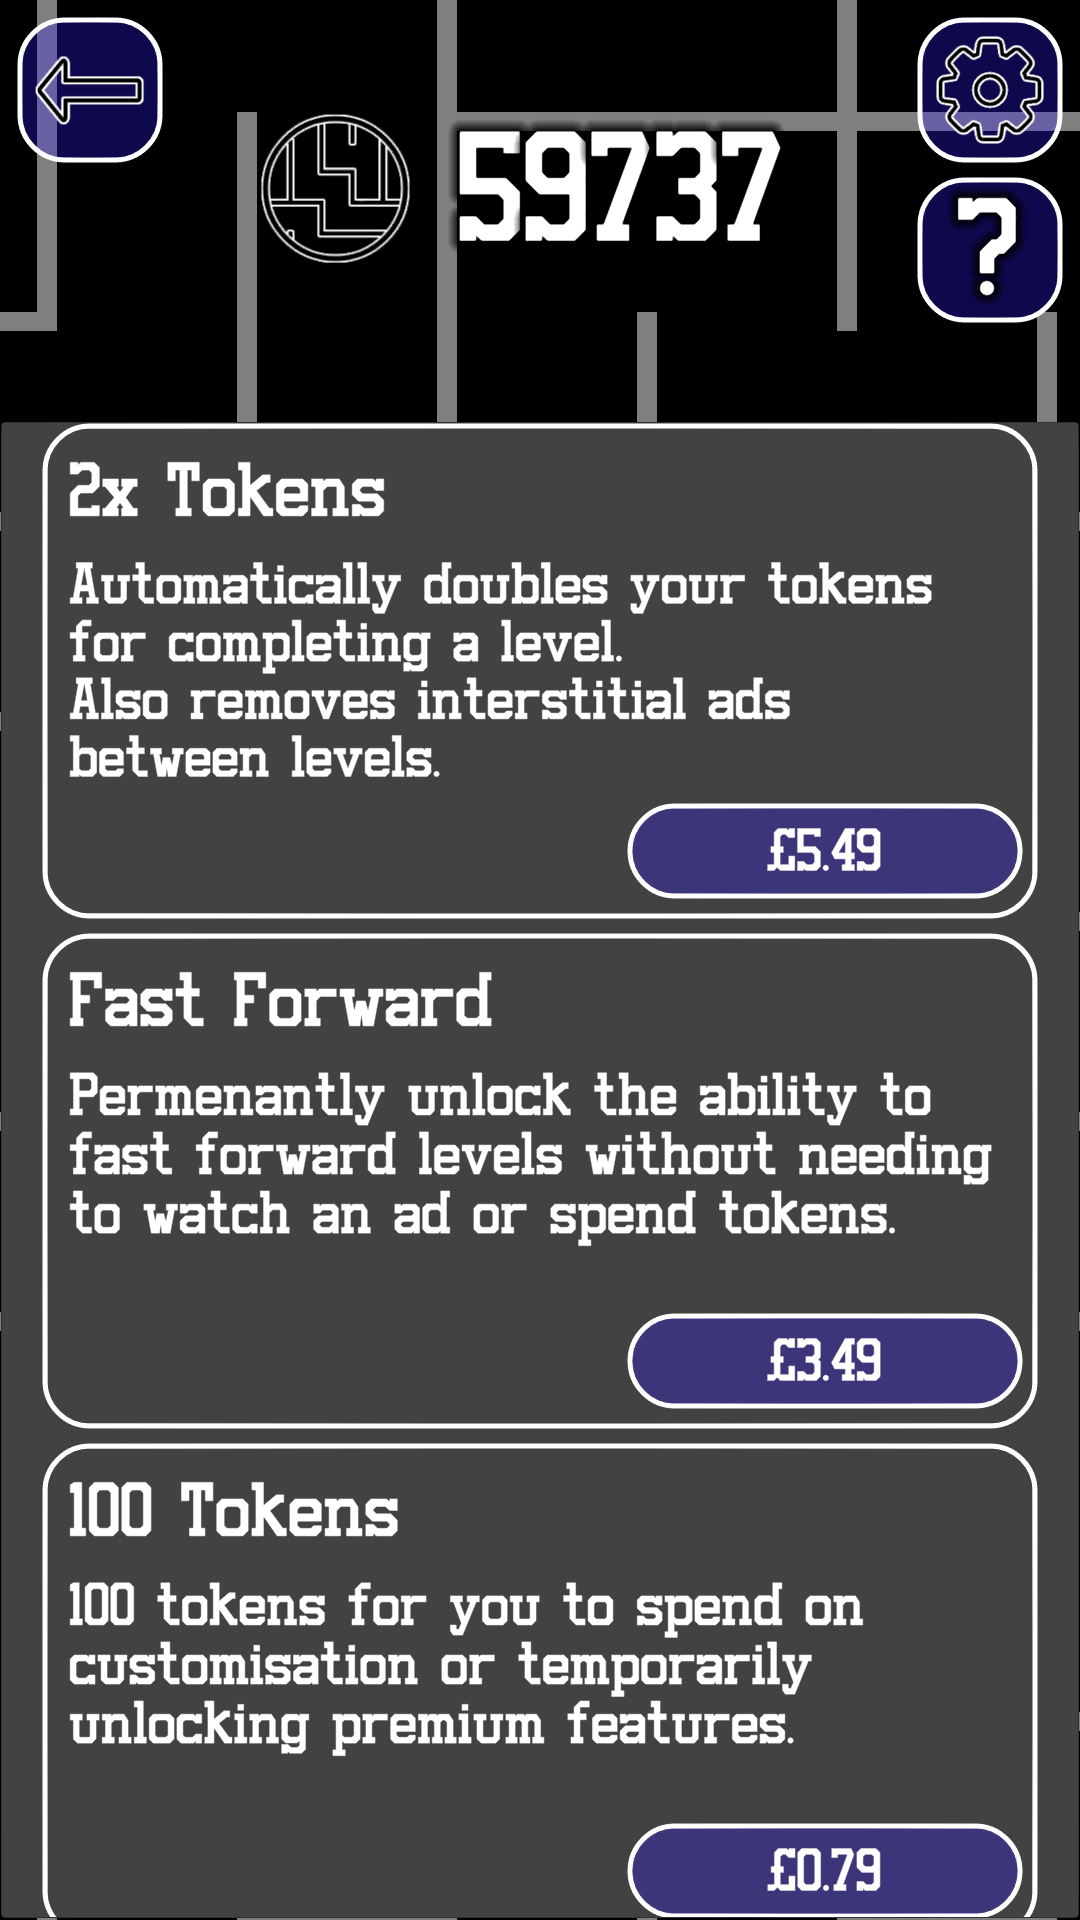 59737
?
2x Tokens
Automatically doubles your tokens
for completing a level.
Also removes interstitial ads
between levels.
£5.49
Fast Forward
Permenantly unlock the ability to
fast forward levels without needing
to watch an ad or spend tokens.
£3.49
100 Tokens
100 tokens for you to spend on
customisation or temporarily
unlocking premium features.
£0.79